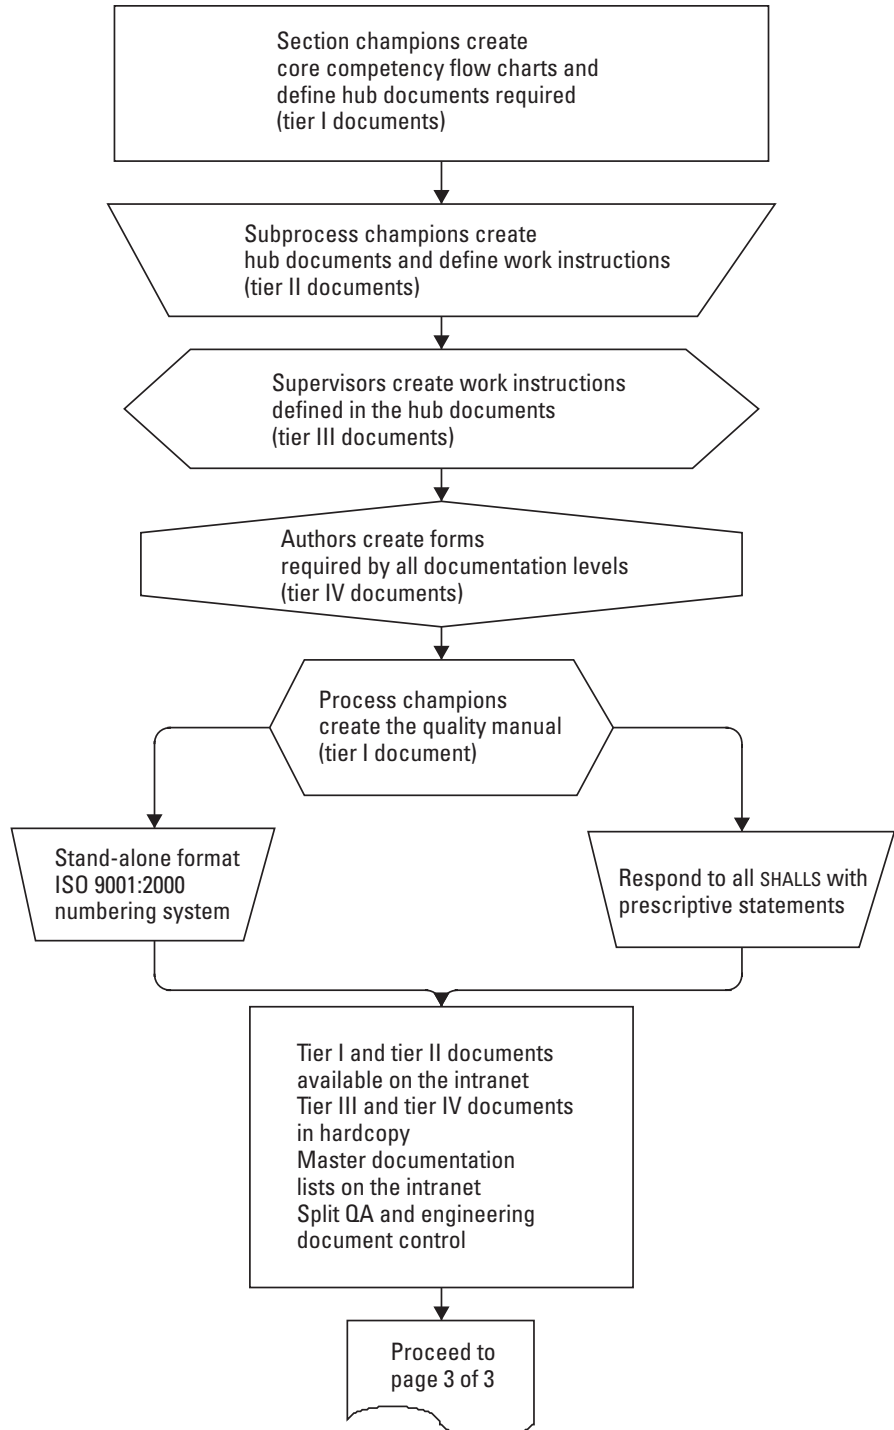 Section champions create
core competency flow charts and
define hub documents required
(tier I documents)
Subprocess champions create
hub documents and define work instructions
(tier II documents)
Supervisors create work instructions
defined in the hub documents
(tier III documents)
Authors create forms
required by all documentation levels
(tier IV documents)
Process champions
create the quality manual
(tier I document)
Stand-alone format
ISO 9001:2000
numbering system
Respond to all SHALLS with
prescriptive statements
Tier I and tier II documents
available on the intranet
Tier III and tier IV documents
in hardcopy
Master documentation
lists on the intranet
Split QA and engineering
document control
Proceed to
page 3 of 3